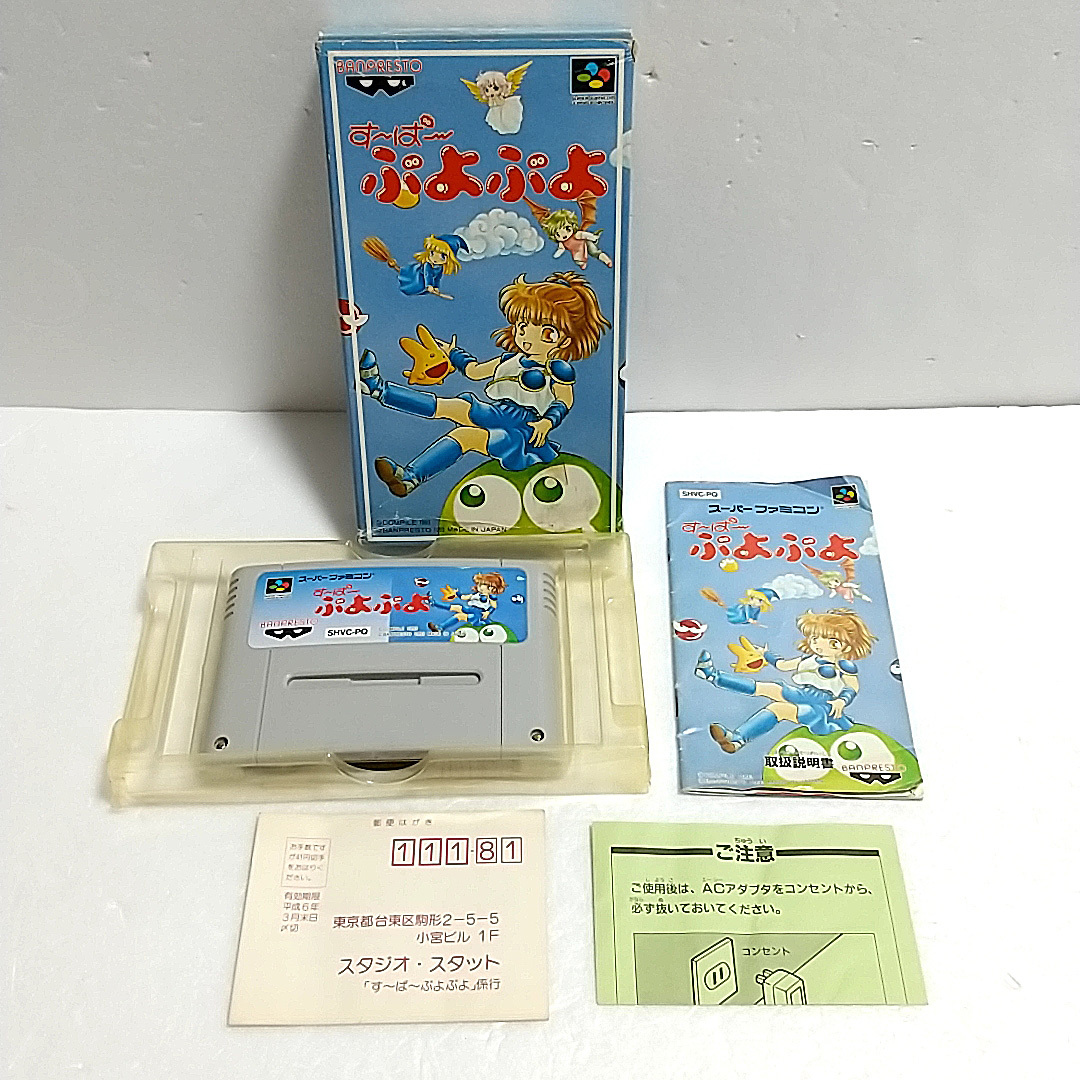 BANPRESTO
す〜ぱ〜
ぷよぷよ
©COMPILE 1993
©BANPRESTO 1993 MADE IN JAPAN
スーパーファミコン
す〜ぱ〜
ぷよぷよ
BANPRESTO
SHVC-PQ
SHVC-PQ
スーパーファミコン
す〜ぱ〜
ぷよぷよ
取扱説明書
BANPRESTO
郵便はがき
お手数です
が41円切手
をおはりく
ださい。
111-81
有効期限
平成6年
3月末日
〆切
東京都台東区駒形2-5-5
小宮ビル 1F
スタジオ・スタット
「す〜ぱ〜ぷよぷよ」係行
ちゅうい
ご注意
ご使用後は、ACアダプタをコンセントから、
必ず抜いておいてください。
コンセント